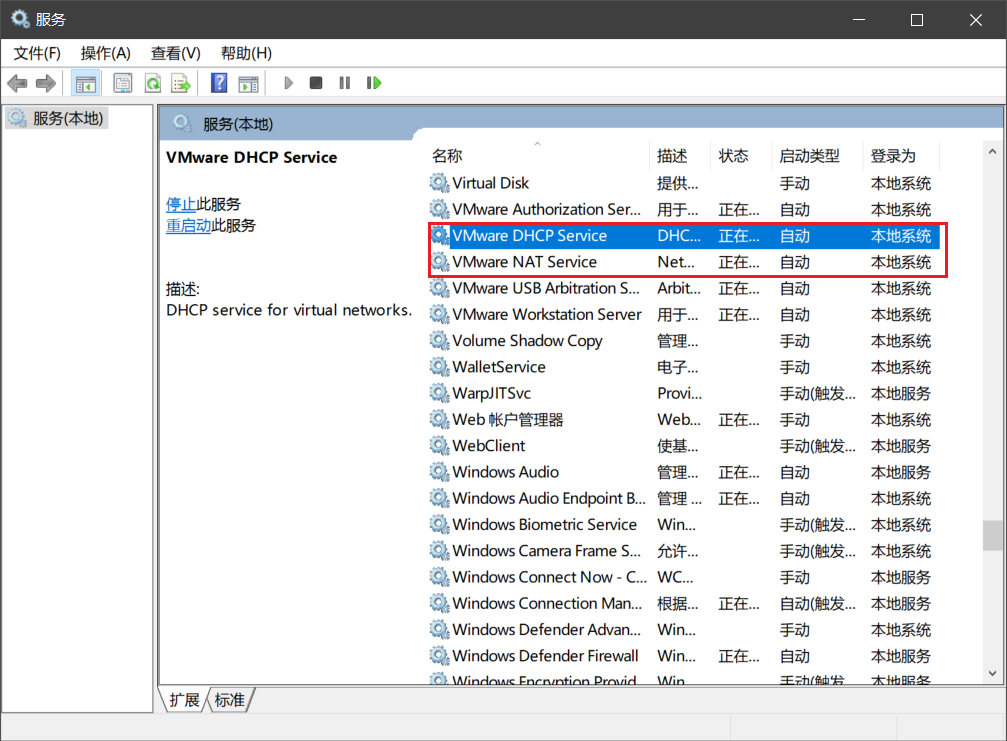 服务
文件(F) 操作(A) 查看(V) 帮助(H)
服务(本地)
服务(本地)
VMware DHCP Service
停止此服务
重启动此服务
描述:
DHCP service for virtual networks.
名称 描述 状态 启动类型 登录为
Virtual Disk 提供... 手动 本地系统
VMware Authorization Ser... 用于... 正在... 自动 本地系统
VMware DHCP Service DHC... 正在... 自动 本地系统
VMware NAT Service Net... 正在... 自动 本地系统
VMware USB Arbitration S... Arbit... 正在... 自动 本地系统
VMware Workstation Server 用于... 正在... 自动 本地系统
Volume Shadow Copy 管理... 手动 本地系统
WalletService 电子... 手动 本地系统
WarpJITSvc Provi... 手动(触发... 本地服务
Web 帐户管理器 Web... 正在... 手动 本地系统
WebClient 使基... 手动(触发... 本地服务
Windows Audio 管理... 正在... 自动 本地服务
Windows Audio Endpoint B... 管理 ... 正在... 自动 本地系统
Windows Biometric Service Win... 手动(触发... 本地系统
Windows Camera Frame S... 允许... 手动(触发... 本地系统
Windows Connect Now - C... WC... 手动 本地服务
Windows Connection Man... 根据... 正在... 自动(触发... 本地服务
Windows Defender Advan... Win... 手动 本地系统
Windows Defender Firewall Win... 正在... 自动 本地服务
Windows Encryption Provid Win 手动(触发 本地服务
扩展 标准